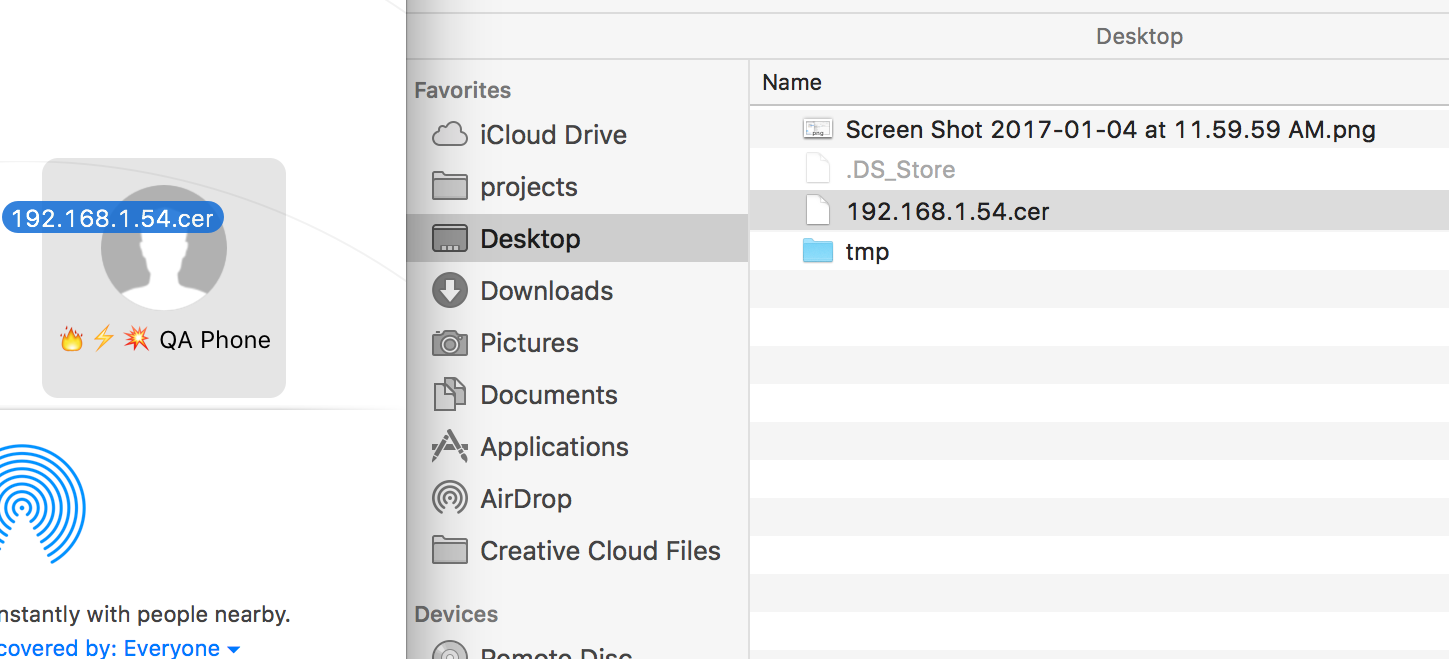 192.168.1.54.cer
🔥⚡💥 QA Phone
nstantly with people nearby.
covered by: Everyone
Favorites
iCloud Drive
projects
Desktop
Downloads
Pictures
Documents
Applications
AirDrop
Creative Cloud Files
Devices
Remote Disc
Desktop
Name
Screen Shot 2017-01-04 at 11.59.59 AM.png
.DS_Store
192.168.1.54.cer
tmp